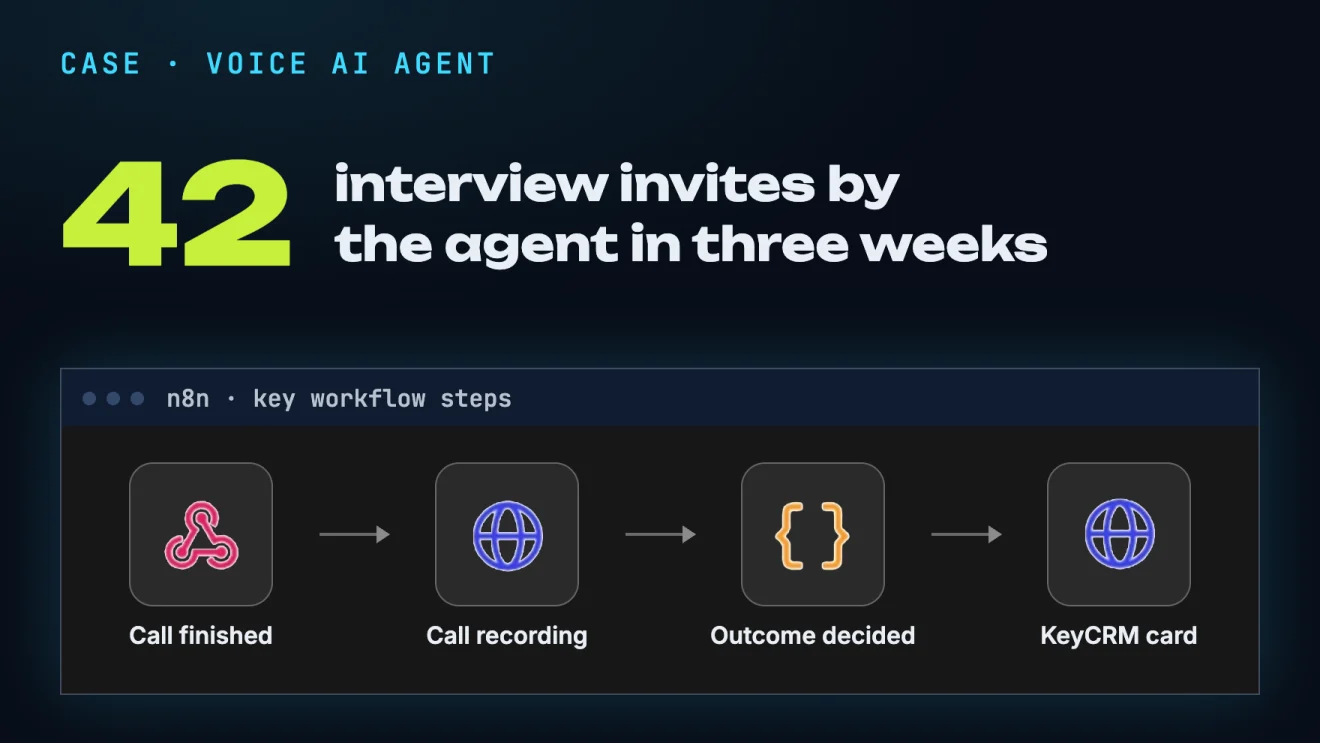 CASE · VOICE AI AGENT
42
interview invites by
the agent in three weeks
n8n · key workflow steps
Call finished
Call recording
Outcome decided
KeyCRM card